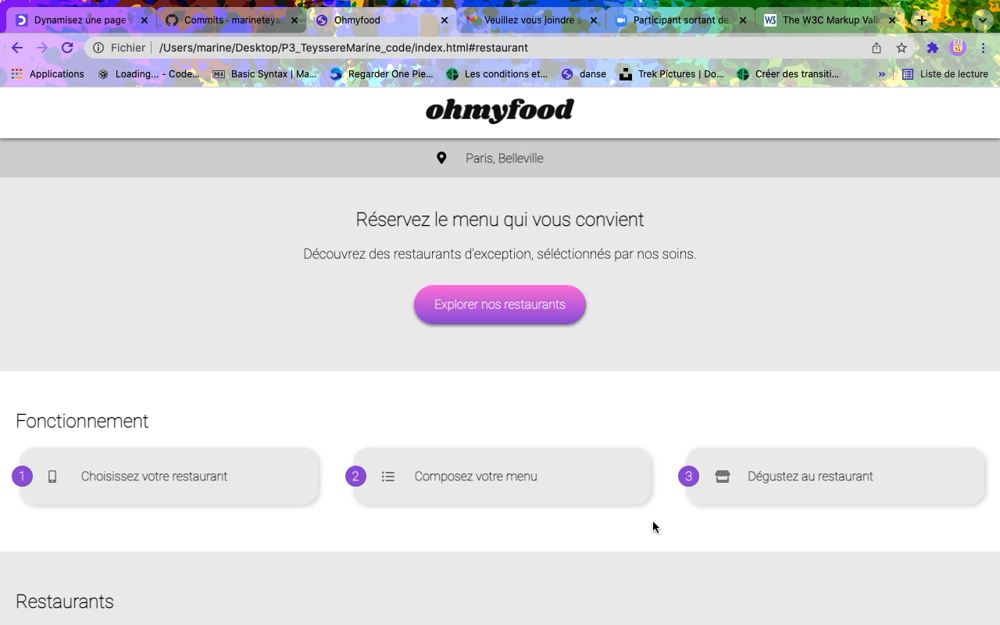 Dynamisez une page
Commits · marineteyss
Ohmyfood
Veuillez vous joindre
Participant sortant de
The W3C Markup Vali
Fichier
/Users/marine/Desktop/P3_TeyssereMarine_code/index.html#restaurant
Applications
Loading... - Code...
Basic Syntax | Ma...
Regarder One Pie...
Les conditions et...
danse
Trek Pictures | Do...
Créer des transiti...
»
Liste de lecture
ohmyfood
Paris, Belleville
Réservez le menu qui vous convient
Découvrez des restaurants d'exception, séléctionnés par nos soins.
Explorer nos restaurants
Fonctionnement
1 Choisissez votre restaurant
2 Composez votre menu
3 Dégustez au restaurant
Restaurants